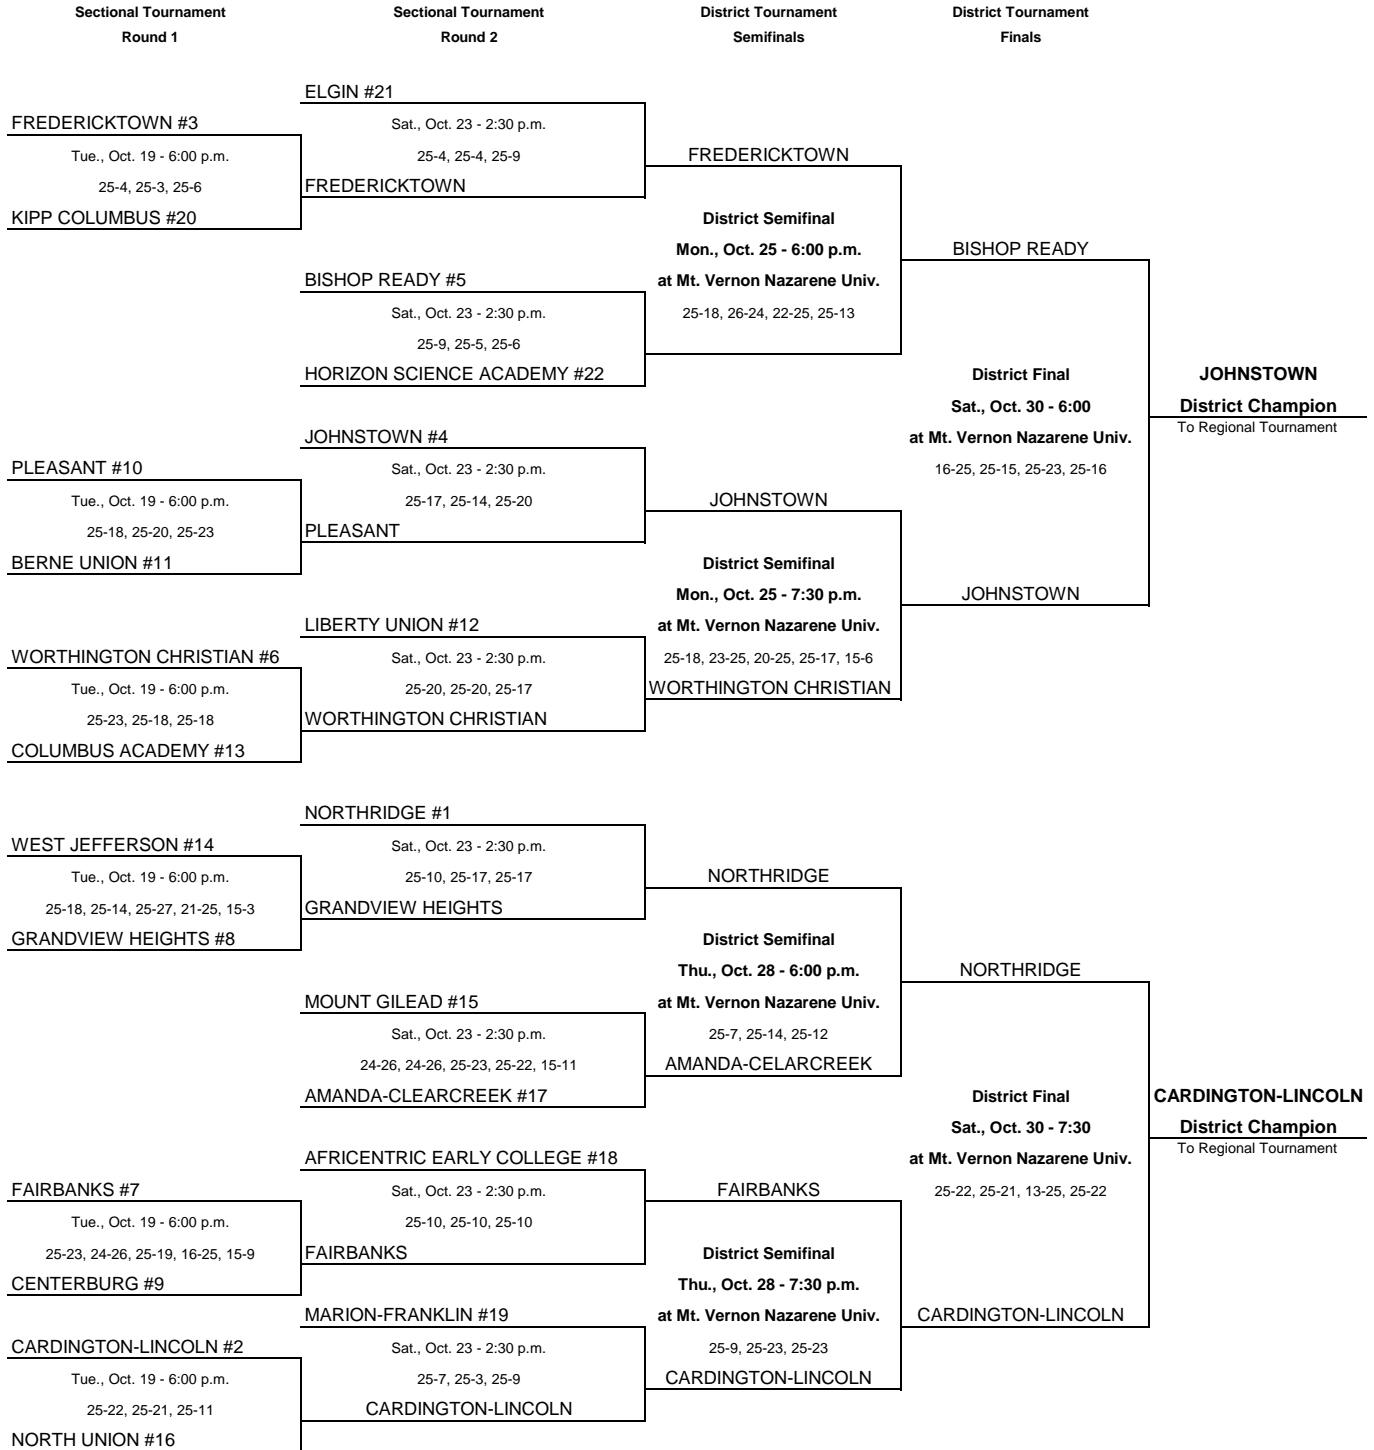 Sectional Tournament
Round 1
Sectional Tournament
Round 2
District Tournament
Semifinals
District Tournament
Finals
ELGIN #21
FREDERICKTOWN #3
Sat., Oct. 23 - 2:30 p.m.
Tue., Oct. 19 - 6:00 p.m.
25-4, 25-4, 25-9
FREDERICKTOWN
25-4, 25-3, 25-6
FREDERICKTOWN
KIPP COLUMBUS #20
District Semifinal
Mon., Oct. 25 - 6:00 p.m.
BISHOP READY
BISHOP READY #5
at Mt. Vernon Nazarene Univ.
Sat., Oct. 23 - 2:30 p.m.
25-18, 26-24, 22-25, 25-13
25-9, 25-5, 25-6
HORIZON SCIENCE ACADEMY #22
District Final
JOHNSTOWN
Sat., Oct. 30 - 6:00
District Champion
To Regional Tournament
JOHNSTOWN #4
at Mt. Vernon Nazarene Univ.
PLEASANT #10
Sat., Oct. 23 - 2:30 p.m.
16-25, 25-15, 25-23, 25-16
Tue., Oct. 19 - 6:00 p.m.
25-17, 25-14, 25-20
JOHNSTOWN
25-18, 25-20, 25-23
PLEASANT
BERNE UNION #11
District Semifinal
Mon., Oct. 25 - 7:30 p.m.
JOHNSTOWN
LIBERTY UNION #12
at Mt. Vernon Nazarene Univ.
WORTHINGTON CHRISTIAN #6
Sat., Oct. 23 - 2:30 p.m.
25-18, 23-25, 20-25, 25-17, 15-6
Tue., Oct. 19 - 6:00 p.m.
25-20, 25-20, 25-17
WORTHINGTON CHRISTIAN
25-23, 25-18, 25-18
WORTHINGTON CHRISTIAN
COLUMBUS ACADEMY #13
NORTHRIDGE #1
WEST JEFFERSON #14
Sat., Oct. 23 - 2:30 p.m.
Tue., Oct. 19 - 6:00 p.m.
25-10, 25-17, 25-17
NORTHRIDGE
25-18, 25-14, 25-27, 21-25, 15-3
GRANDVIEW HEIGHTS
GRANDVIEW HEIGHTS #8
District Semifinal
Thu., Oct. 28 - 6:00 p.m.
NORTHRIDGE
MOUNT GILEAD #15
at Mt. Vernon Nazarene Univ.
Sat., Oct. 23 - 2:30 p.m.
25-7, 25-14, 25-12
24-26, 24-26, 25-23, 25-22, 15-11
AMANDA-CELARCREEK
AMANDA-CLEARCREEK #17
District Final
CARDINGTON-LINCOLN
Sat., Oct. 30 - 7:30
District Champion
To Regional Tournament
AFRICENTRIC EARLY COLLEGE #18
at Mt. Vernon Nazarene Univ.
FAIRBANKS #7
Sat., Oct. 23 - 2:30 p.m.
FAIRBANKS
25-22, 25-21, 13-25, 25-22
Tue., Oct. 19 - 6:00 p.m.
25-10, 25-10, 25-10
25-23, 24-26, 25-19, 16-25, 15-9
FAIRBANKS
District Semifinal
CENTERBURG #9
Thu., Oct. 28 - 7:30 p.m.
MARION-FRANKLIN #19
at Mt. Vernon Nazarene Univ.
CARDINGTON-LINCOLN
CARDINGTON-LINCOLN #2
Sat., Oct. 23 - 2:30 p.m.
25-9, 25-23, 25-23
Tue., Oct. 19 - 6:00 p.m.
25-7, 25-3, 25-9
CARDINGTON-LINCOLN
25-22, 25-21, 25-11
CARDINGTON-LINCOLN
NORTH UNION #16